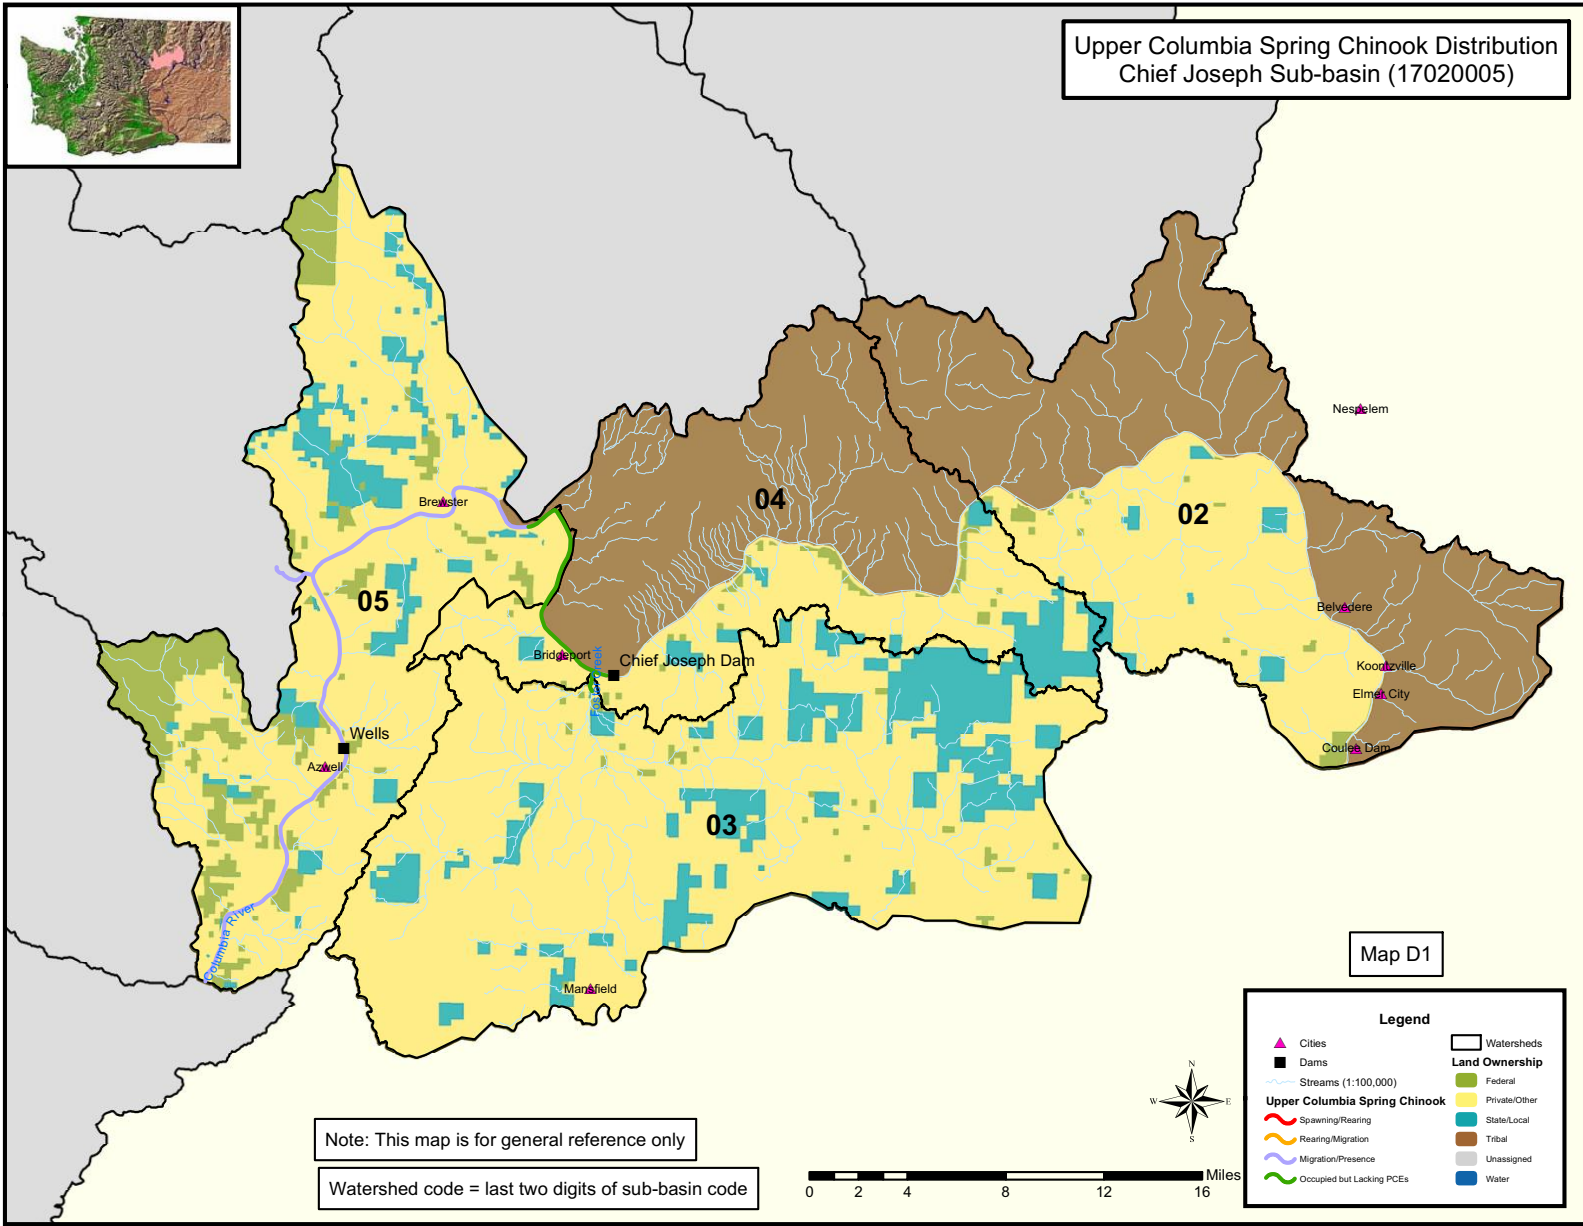 Upper Columbia Spring Chinook Distribution
Chief Joseph Sub-basin (17020005)
Nespelem
04
02
Brewster
05
Belvedere
Bridgeport
Foster Creek
Chief Joseph Dam
Koontzville
Elmer City
Wells
Coulee Dam
Azwell
03
Columbia River
Mansfield
Map D1
Legend
Cities
Dams
Streams (1:100,000)
Upper Columbia Spring Chinook
Spawning/Rearing
Rearing/Migration
Migration/Presence
Occupied but Lacking PCEs
Watersheds
Land Ownership
Federal
Private/Other
State/Local
Tribal
Unassigned
Water
N
W
E
S
Note: This map is for general reference only
Watershed code = last two digits of sub-basin code
Miles
0 2 4 8 12 16